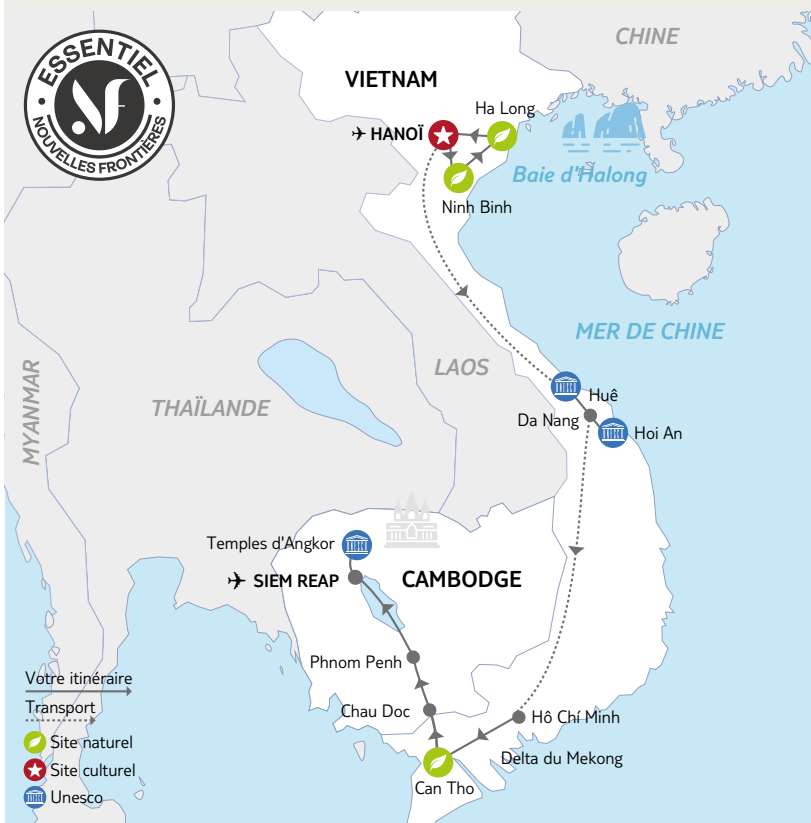 ESSENTIEL
NF
NOUVELLES FRONTIÈRES
CHINE
VIETNAM
Ha Long
HANOÏ
Baie d'Halong
Ninh Binh
MER DE CHINE
LAOS
MYANMAR
THAÏLANDE
Huê
Da Nang
Hoi An
Temples d'Angkor
SIEM REAP
CAMBODGE
Phnom Penh
Votre itinéraire
Chau Doc
Transport
Hô Chí Minh
Site naturel
Delta du Mekong
Site culturel
Can Tho
Unesco